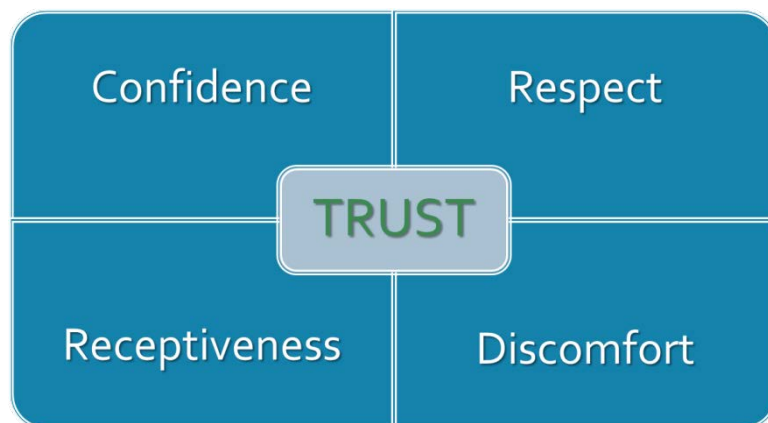 Confidence
Respect
TRUST
Receptiveness
Discomfort